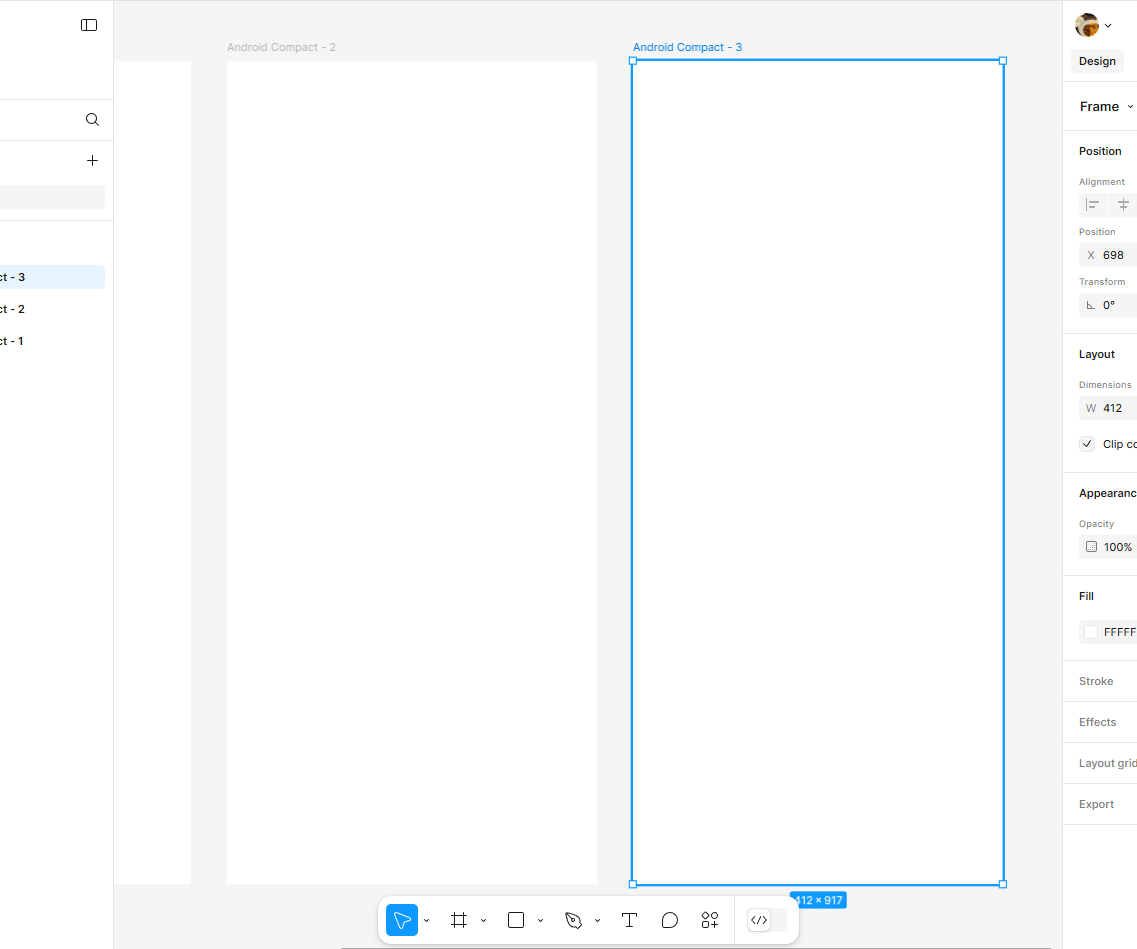 Android Compact - 2
Android Compact - 3
Design
Frame
Position
Alignment
Position
X 698
Transform
0°
ct - 3
ct - 2
ct - 1
Layout
Dimensions
W 412
Clip co
Appearanc
Opacity
100%
Fill
FFFFF
Stroke
Effects
Layout grid
Export
412 × 917